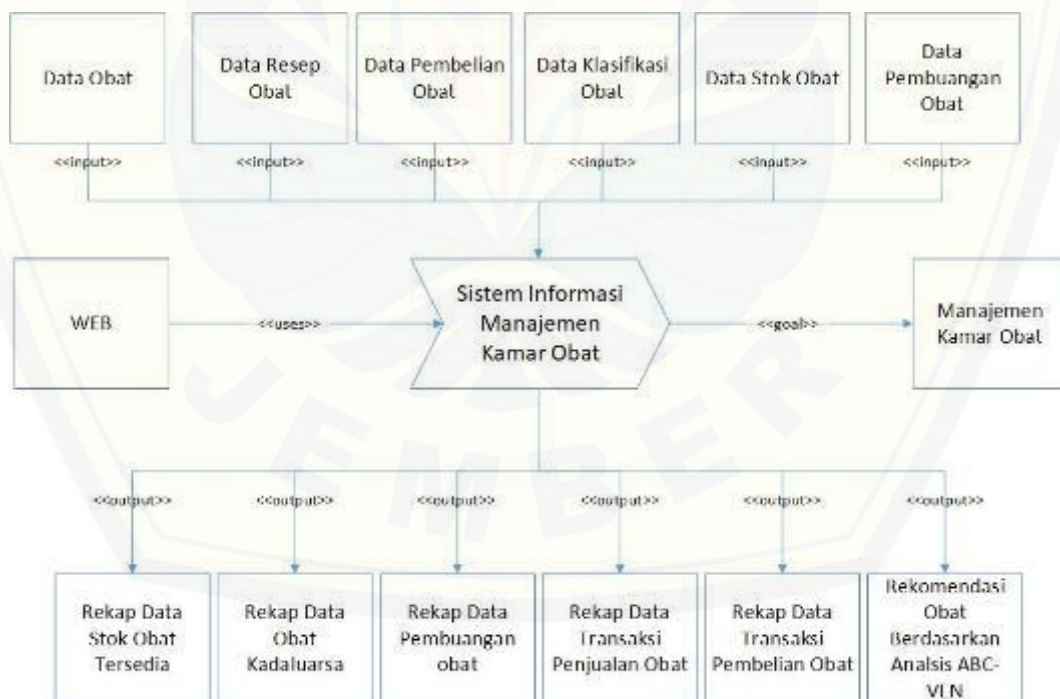 Data Obat
Data Resep
Obat
Data Pembelian
Obat
Data Klasifikasi
Obat
Data Stok Obat
Data
Pembuangan
Obat
<<input>>
<<input>>
<<input>>
<<input>>
<<input>>
<<input>>
WEB
<<uses>>
Sistem Informasi
Manajemen
Kamar Obat
<<goal>>
Manajemen
Kamar Obat
JEMBER
<<output>>
<<output>>
<<output>>
<<output>>
<<output>>
<<output>>
Rekap Data
Stok Obat
Tersedia
Rekap Data
Obat
Kadaluarsa
Rekap Data
Pembuangan
obat
Rekap Data
Transaksi
Penjualan Obat
Rekap Data
Transaksi
Pembelian Obat
Rekomendasi
Obat
Berdasarkan
Analsis ABC-
VEN